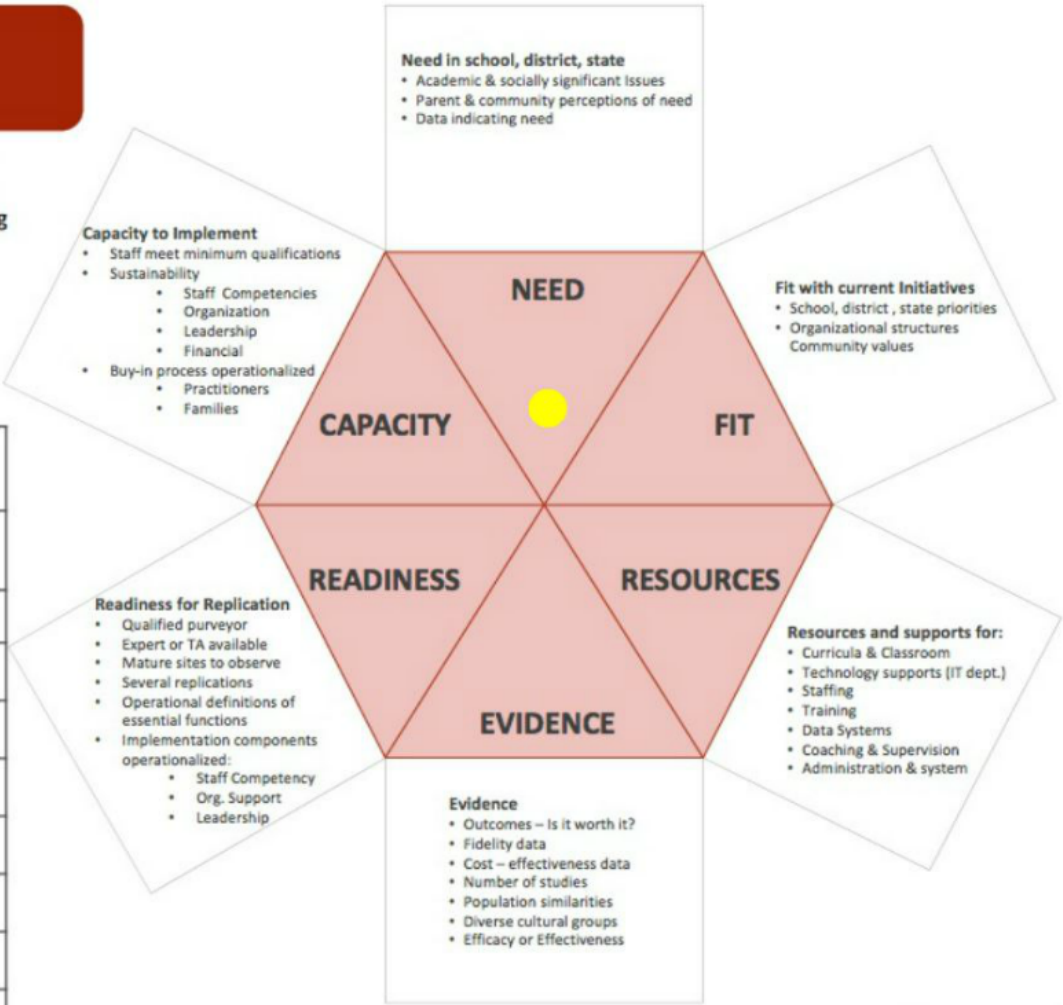 Need in school, district, state
• Academic & socially significant Issues
• Parent & community perceptions of need
• Data indicating need
g
Capacity to Implement
• Staff meet minimum qualifications
• Sustainability
• Staff Competencies
• Organization
• Leadership
• Financial
• Buy-in process operationalized
• Practitioners
• Families
Fit with current Initiatives
• School, district , state priorities
• Organizational structures
Community values
NEED
CAPACITY
FIT
READINESS
RESOURCES
EVIDENCE
Readiness for Replication
• Qualified purveyor
• Expert or TA available
• Mature sites to observe
• Several replications
• Operational definitions of
essential functions
• Implementation components
operationalized:
• Staff Competency
• Org. Support
• Leadership
Resources and supports for:
• Curricula & Classroom
• Technology supports (IT dept.)
• Staffing
• Training
• Data Systems
• Coaching & Supervision
• Administration & system
Evidence
• Outcomes – Is it worth it?
• Fidelity data
• Cost – effectiveness data
• Number of studies
• Population similarities
• Diverse cultural groups
• Efficacy or Effectiveness